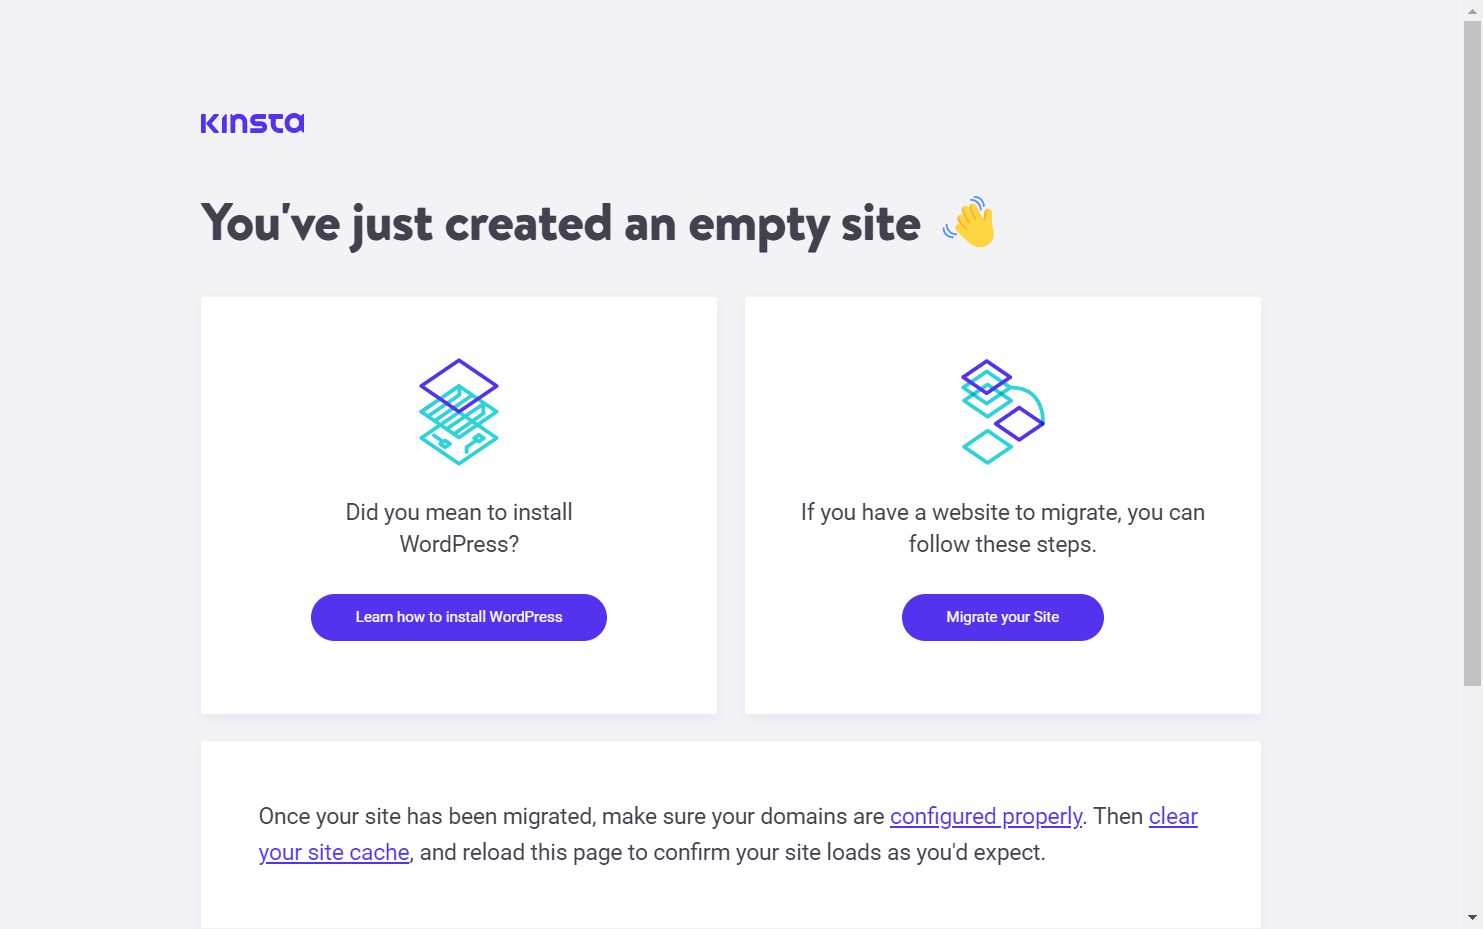 Kinsta
You've just created an empty site
Did you mean to install
WordPress?
Learn how to install WordPress
If you have a website to migrate, you can
follow these steps.
Migrate your Site
Once your site has been migrated, make sure your domains are configured properly. Then clear
your site cache, and reload this page to confirm your site loads as you'd expect.